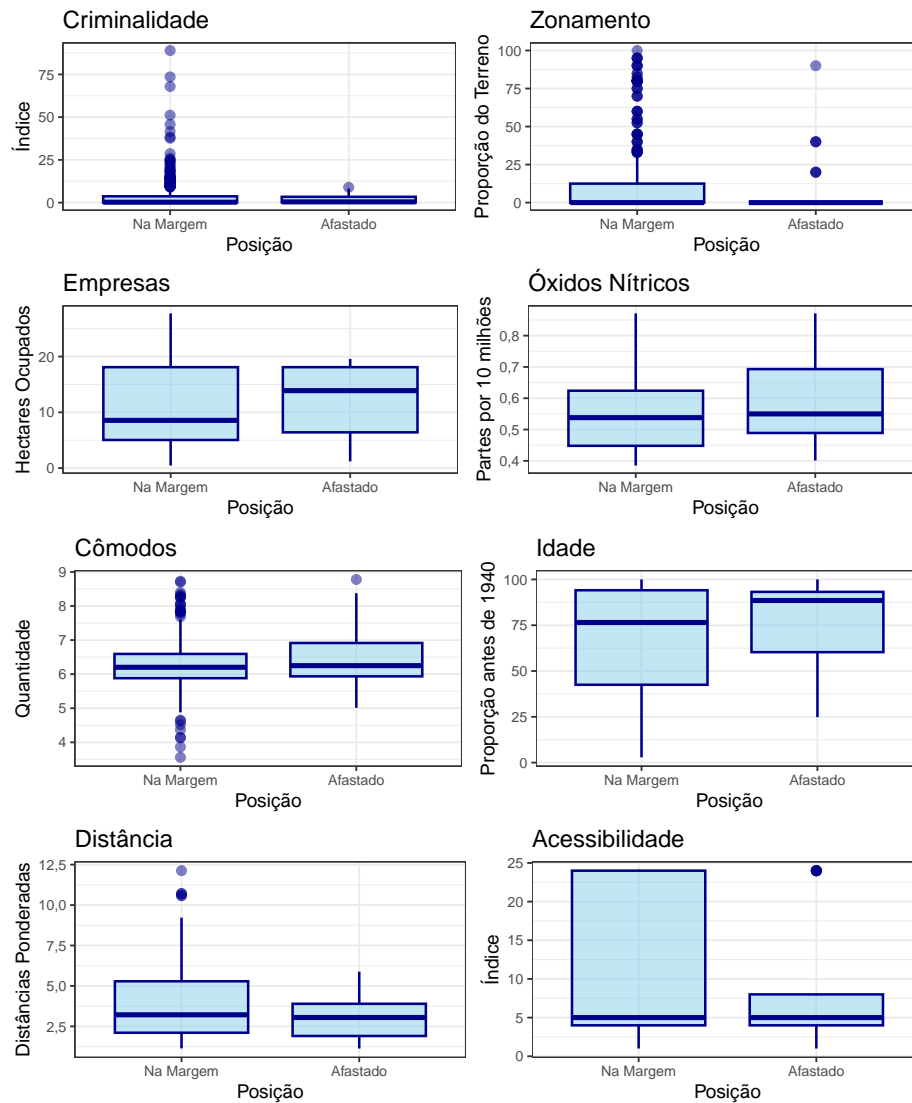 Criminalidade
Índice
75
50
25
0
Na Margem Afastado
Posição
Zonamento
Proporção do Terreno
100
75
50
25
0
Na Margem Afastado
Posição
Empresas
Hectares Ocupados
20
10
0
Na Margem Afastado
Posição
Óxidos Nítricos
Partes por 10 milhões
0,8
0,7
0,6
0,5
0,4
Na Margem Afastado
Posição
Cômodos
Quantidade
9
8
7
6
5
4
Na Margem Afastado
Posição
Idade
Proporção antes de 1940
100
75
50
25
0
Na Margem Afastado
Posição
Distância
Distâncias Ponderadas
12,5
10,0
7,5
5,0
2,5
Na Margem Afastado
Posição
Acessibilidade
Índice
25
20
15
10
5
0
Na Margem Afastado
Posição